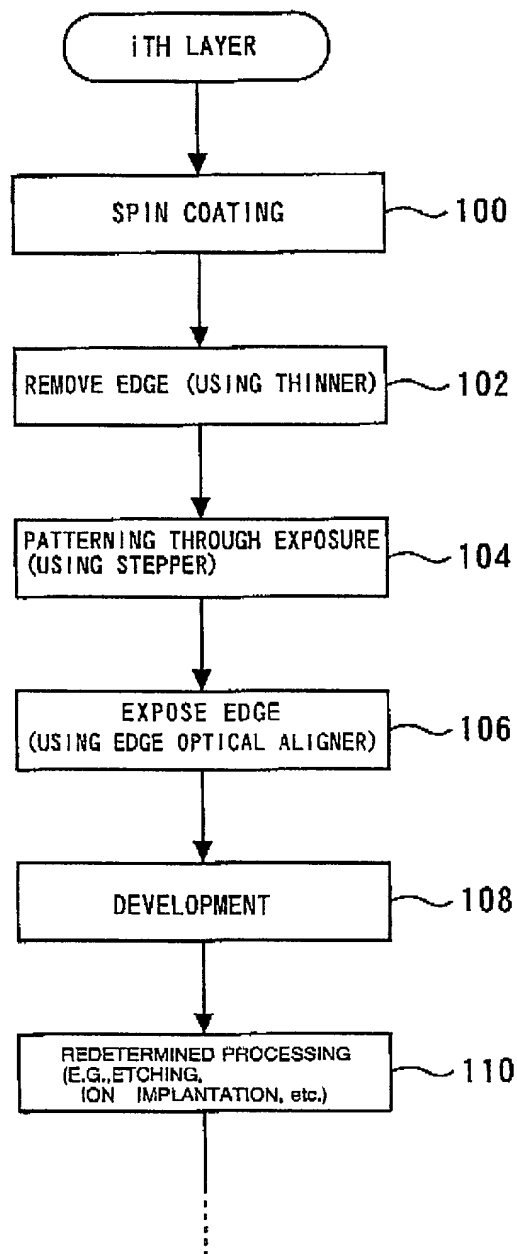 iTH LAYER
SPIN COATING
100
REMOVE EDGE (USING THINNER)
102
PATTERNING THROUGH EXPOSURE
(USING STEPPER)
104
EXPOSE EDGE
(USING EDGE OPTICAL ALIGNER)
106
DEVELOPMENT
108
REDETERMINED PROCESSING
(E.G.,ETCHING,
ION IMPLANTATION, etc.)
110